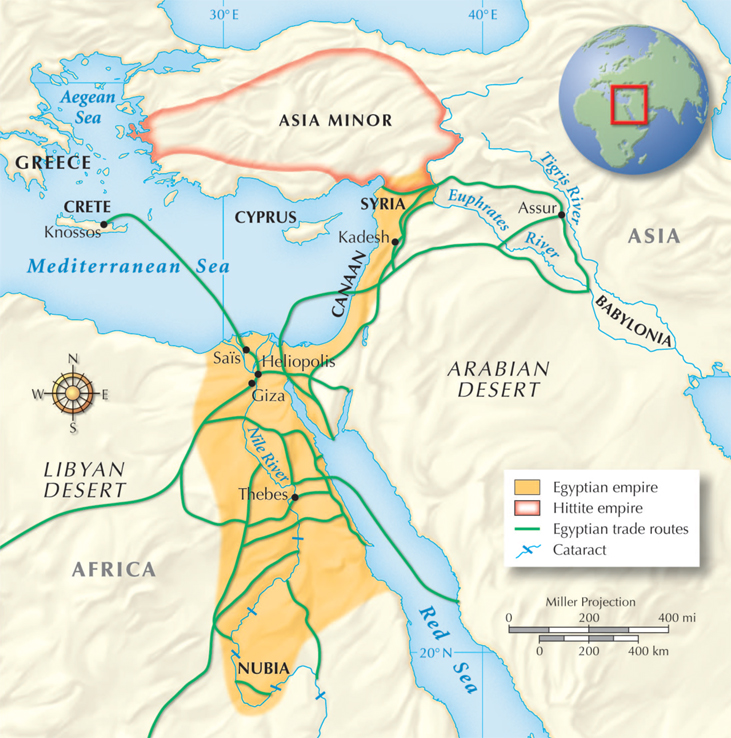 30°E
40°E
Aegean
Sea
ASIA MINOR
GREECE
Tigris River
CRETE
Knossos
CYPRUS
SYRIA
Euphrates
River
Assur
Kadesh
ASIA
Mediterranean Sea
CANAAN
BABYLONIA
Saïs
Heliopolis
Giza
N
W
E
S
ARABIAN
DESERT
LIBYAN
DESERT
Nile River
Thebes
Egyptian empire
Hittite empire
Egyptian trade routes
Cataract
AFRICA
Miller Projection
0 200 400 mi
0 200 400 km
Red Sea
20°N
NUBIA